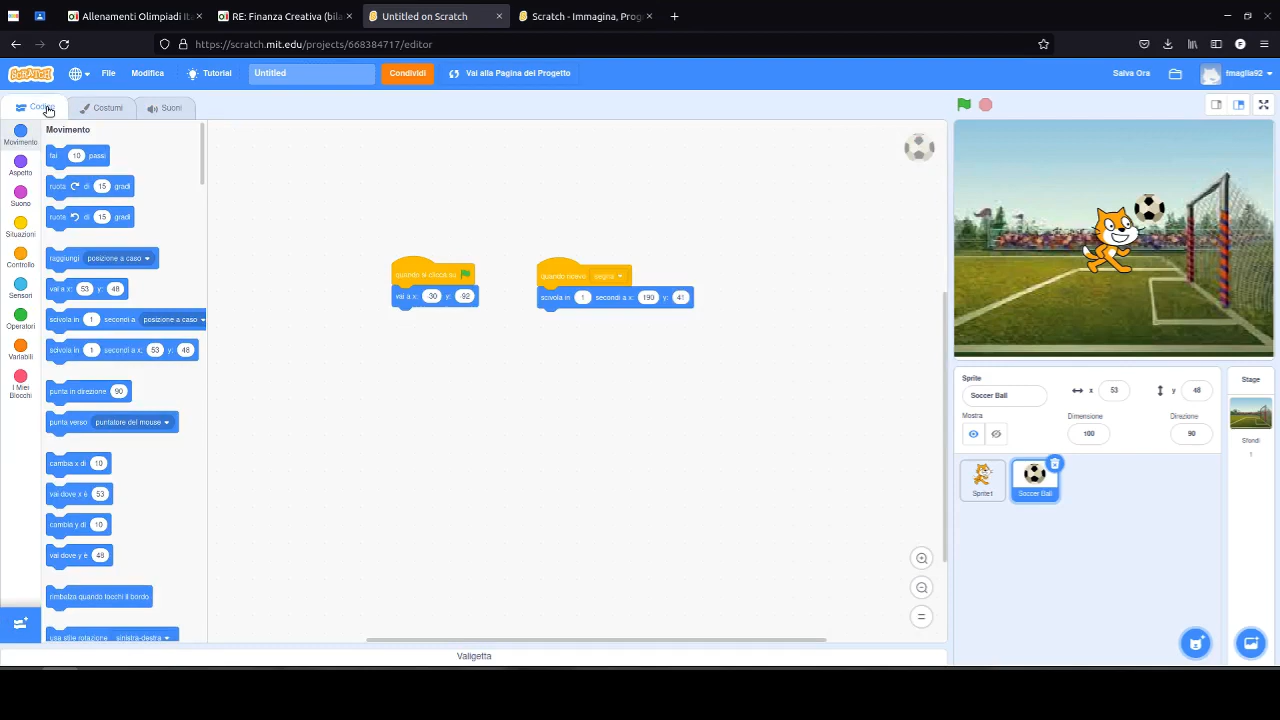 Allenamenti Olimpiadi It
RE: Finanza Creativa (bila
Untitled on Scratch
Scratch - Immagina, Prog
https://scratch.mit.edu/projects/668384717/editor
SCRATCH
File
Modifica
Tutorial
Untitled
Condividi
Vai alla Pagina del Progetto
Salva Ora
fmaglia92
Codice
Costumi
Suoni
Movimento
Movimento
Aspetto
Suono
Situazioni
Controllo
Sensori
Operatori
Variabili
I Miei Blocchi
fai 10 passi
ruota di 15 gradi
ruota di 15 gradi
raggiungi posizione a caso
vai a x: 53 y: 48
scivola in 1 secondi a posizione a caso
scivola in 1 secondi a x: 53 y: 48
punta in direzione 90
punta verso puntatore del mouse
cambia x di 10
vai dove x è 53
cambia y di 10
vai dove y è 48
rimbalza quando tocchi il bordo
usa stile rotazione sinistra-destra
quando si clicca su
vai a x: -30 y: -92
quando ricevo segna
scivola in 1 secondi a x: 190 y: 41
Sprite
Soccer Ball
x 53
y 48
Mostra
Dimensione
100
Direzione
90
Sprite1
Soccer Ball
Stage
Sfondi
1
Valigetta